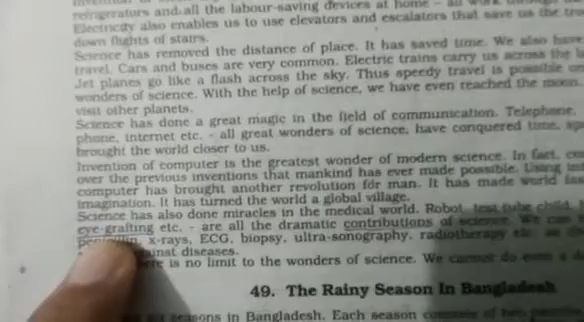 refrigerators and all the labour-saving devices at home - all work through
Electricity also enables us to use elevators and escalators that save us the
down flights of stairs.
Science has removed the distance of place. It has saved time. We also have
travel. Cars and buses are very common. Electric trains carry us across the
Jet planes go like a flash across the sky. Thus speedy travel is possible
wonders of science. With the help of science, we have even reached the moon
visit other planets.
Science has done a great magic in the field of communication. Telephone,
phone, internet etc. - all great wonders of science, have conquered time,
brought the world closer to us.
Invention of computer is the greatest wonder of modern science. In fact,
over the previous inventions that mankind has ever made possible. Using
computer has brought another revolution for man. It has made world
imagination. It has turned the world a global village.
Science has also done miracles in the medical world. Robot, test-tube child,
eye-grafting etc. - are all the dramatic contributions of science. We can
x-rays, ECG, biopsy, ultra-sonography, radiotherapy etc.
against diseases.
is no limit to the wonders of science. We cannot do even a
49. The Rainy Season In Bangladesh
seasons in Bangladesh. Each season consists of two